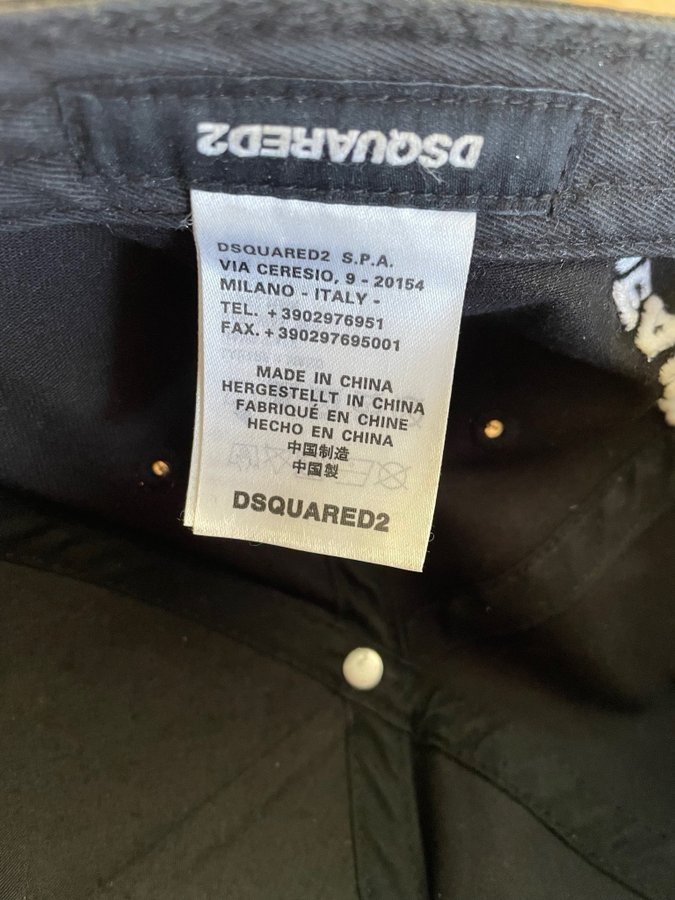 DSQUARED2
DSQUARED2 S.P.A.
VIA CERESIO, 9 - 20154
MILANO - ITALY -
TEL. + 3902976951
FAX. + 390297695001
MADE IN CHINA
HERGESTELLT IN CHINA
FABRIQUÉ EN CHINE
HECHO EN CHINA
中国制造
中国製
DSQUARED2